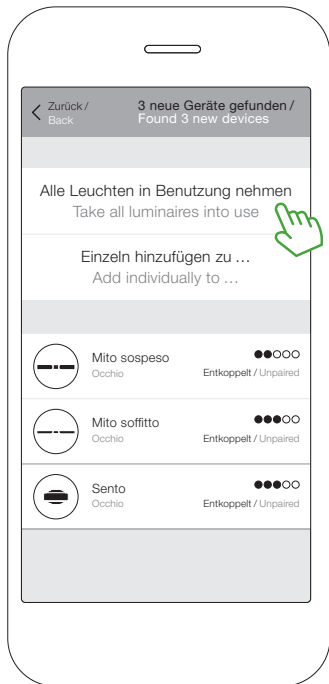 Zurück / 3 neue Geräte gefunden /
Back Found 3 new devices
Alle Leuchten in Benutzung nehmen
Take all luminaires into use
Einzeln hinzufügen zu ...
Add individually to ...
Mito sospeso
Occhio Entkoppelt / Unpaired
Mito soffitto
Occhio Entkoppelt / Unpaired
Sento
Occhio Entkoppelt / Unpaired